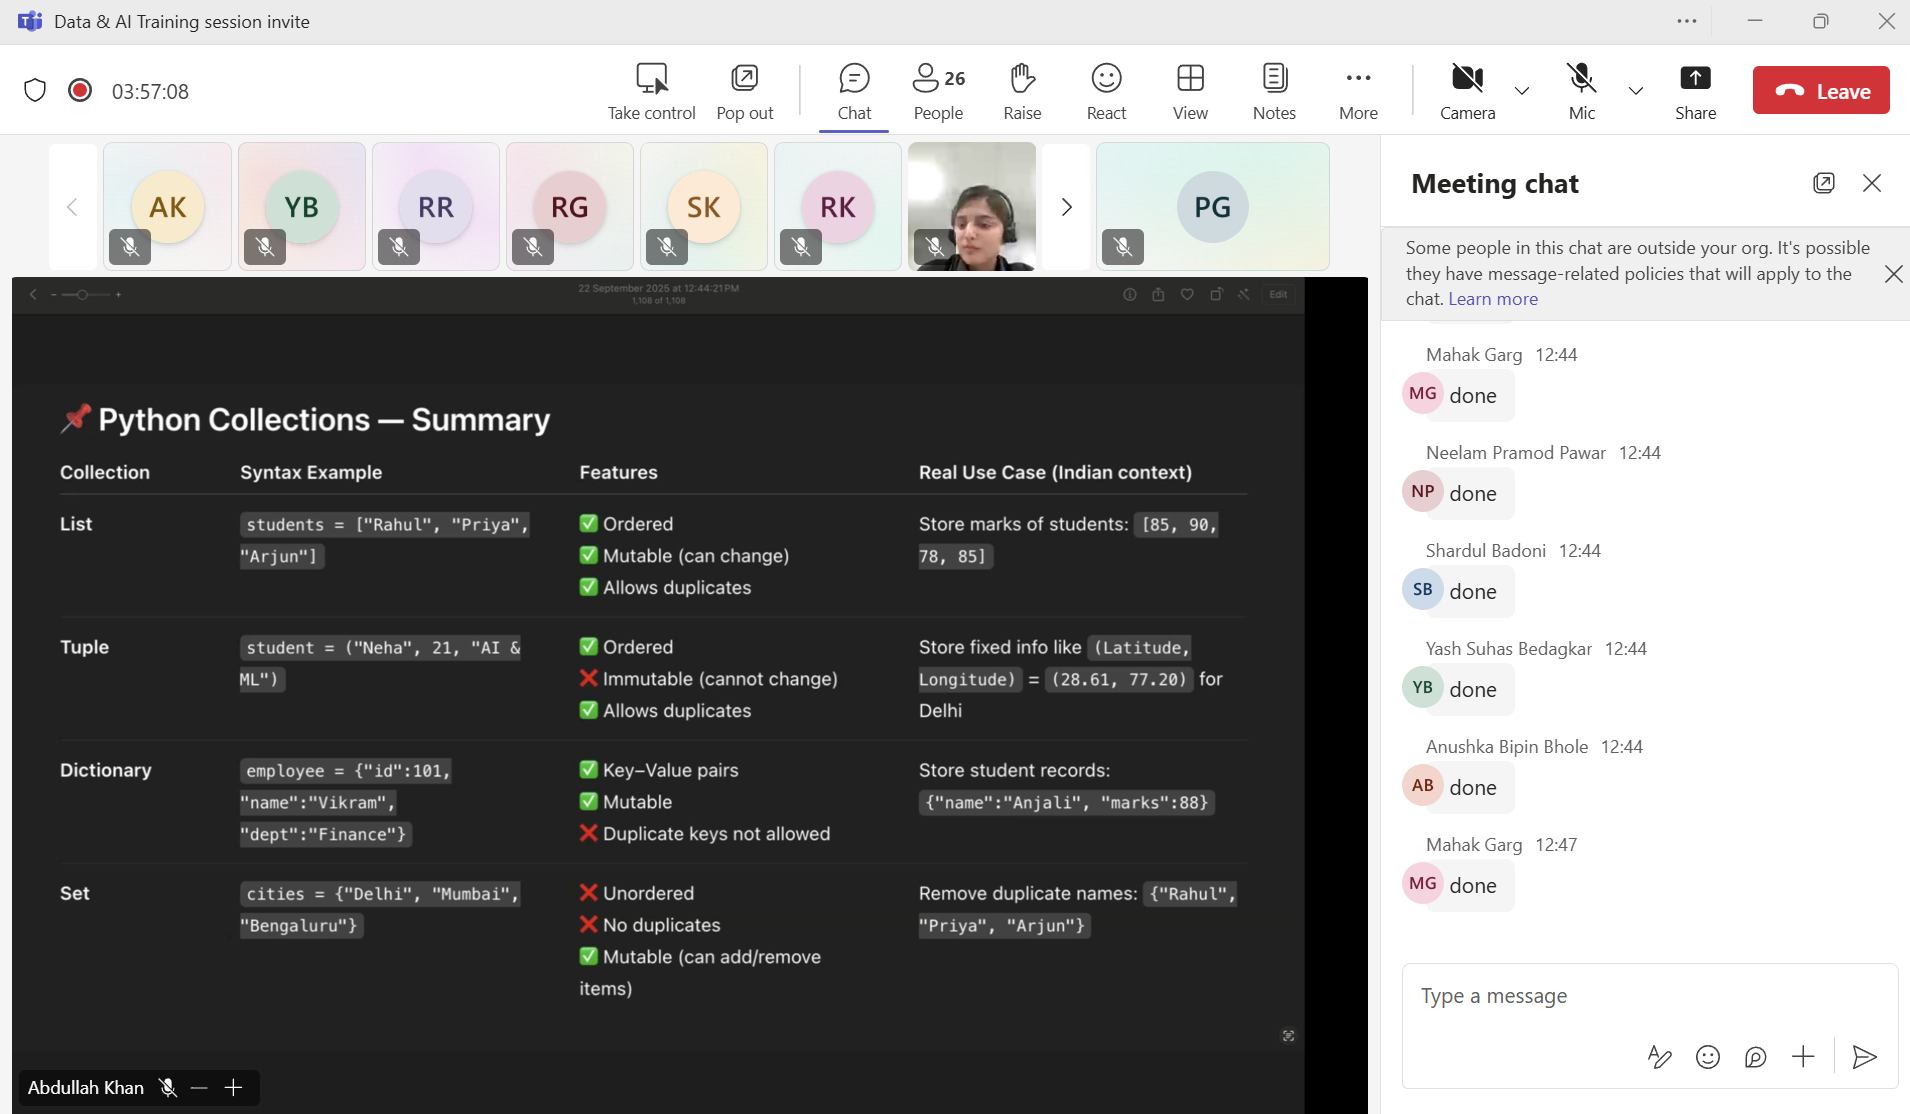 Data & AI Training session invite
03:57:08
Take control
Pop out
Chat
26
People
Raise
React
View
Notes
More
Camera
Mic
Share
Leave
AK
YB
RR
RG
SK
RK
PG
22 September 2025 at 12:44:21 PM
1,108 of 1,108
Edit
📌 Python Collections — Summary
Collection Syntax Example Features Real Use Case (Indian context)
List
students = ["Rahul", "Priya",
"Arjun"]
✅ Ordered
✅ Mutable (can change)
✅ Allows duplicates
Store marks of students: [85, 90,
78, 85]
Tuple
student = ("Neha", 21, "AI &
ML")
✅ Ordered
❌ Immutable (cannot change)
✅ Allows duplicates
Store fixed info like (Latitude,
Longitude) = (28.61, 77.20) for
Delhi
Dictionary
employee = {"id":101,
"name":"Vikram",
"dept":"Finance"}
✅ Key–Value pairs
✅ Mutable
❌ Duplicate keys not allowed
Store student records:
{"name":"Anjali", "marks":88}
Set
cities = {"Delhi", "Mumbai",
"Bengaluru"}
❌ Unordered
❌ No duplicates
✅ Mutable (can add/remove
items)
Remove duplicate names: {"Rahul",
"Priya", "Arjun"}
Abdullah Khan
Meeting chat
Some people in this chat are outside your org. It's possible
they have message-related policies that will apply to the
chat. Learn more
Mahak Garg 12:44
MG done
Neelam Pramod Pawar 12:44
NP done
Shardul Badoni 12:44
SB done
Yash Suhas Bedagkar 12:44
YB done
Anushka Bipin Bhole 12:44
AB done
Mahak Garg 12:47
MG done
Type a message